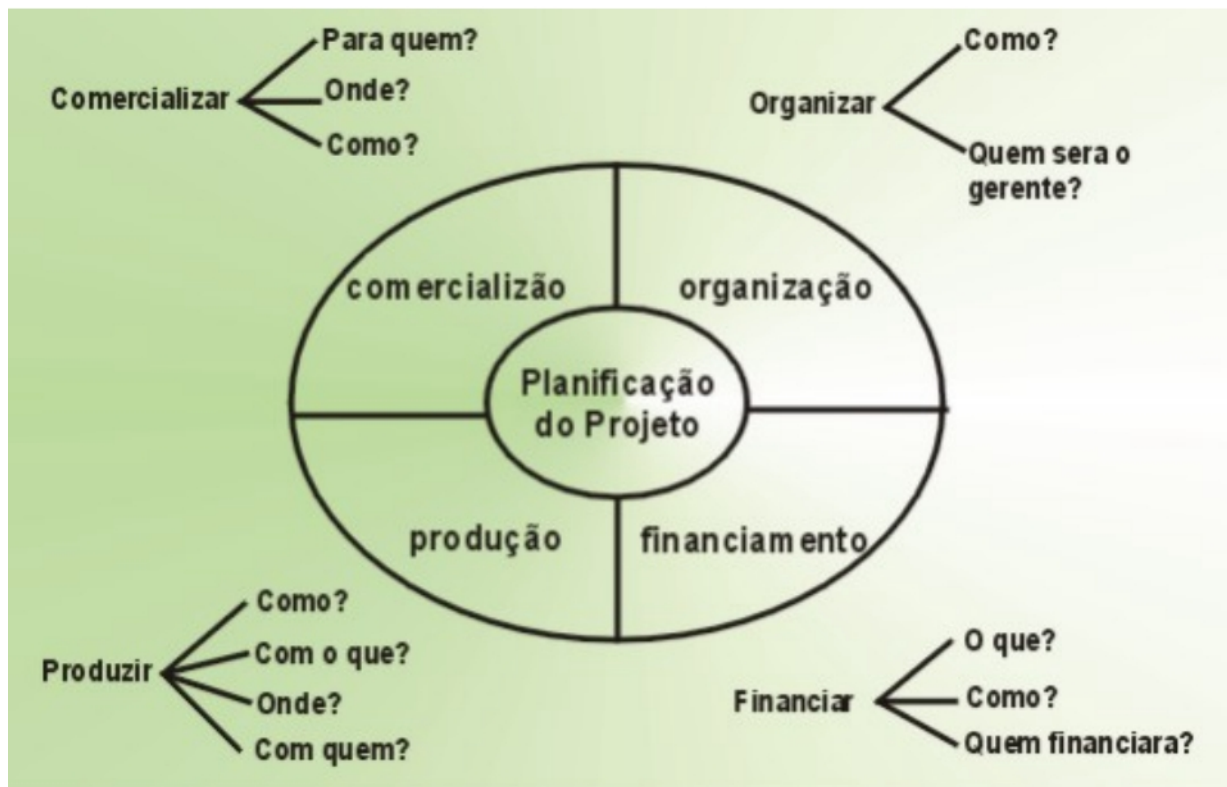 Comercializar
Para quem?
Onde?
Como?
Organizar
Como?
Quem sera o
gerente?
comercializão
organização
Planificação
do Projeto
produção
financiamento
Produzir
Como?
Com o que?
Onde?
Com quem?
Financiar
O que?
Como?
Quem financiara?